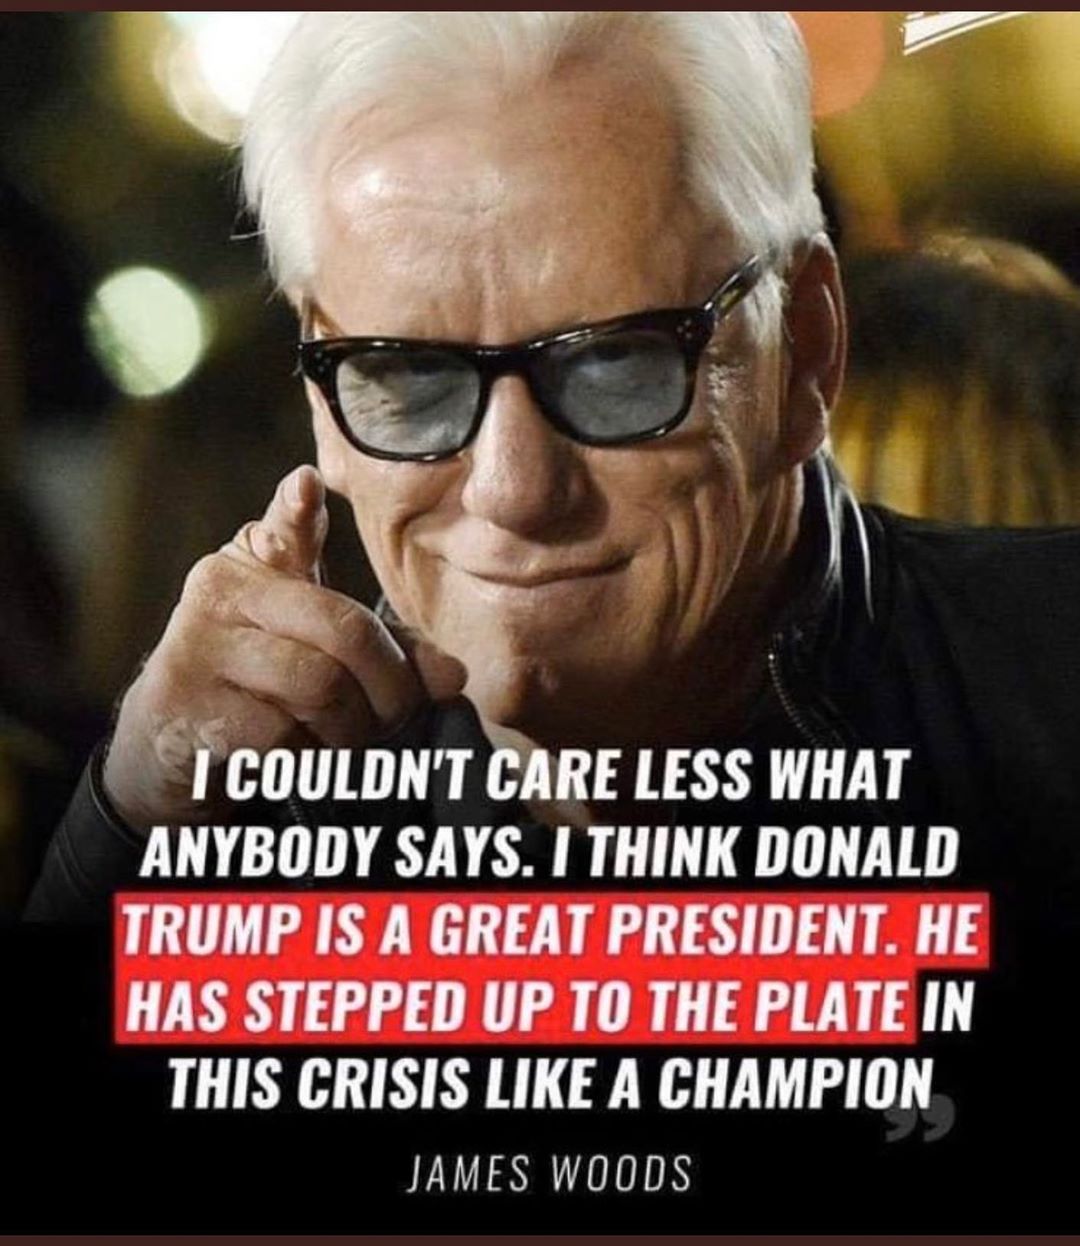 I COULDN'T CARE LESS WHAT
ANYBODY SAYS. I THINK DONALD
TRUMP IS A GREAT PRESIDENT. HE
HAS STEPPED UP TO THE PLATE IN
THIS CRISIS LIKE A CHAMPION
”
JAMES WOODS